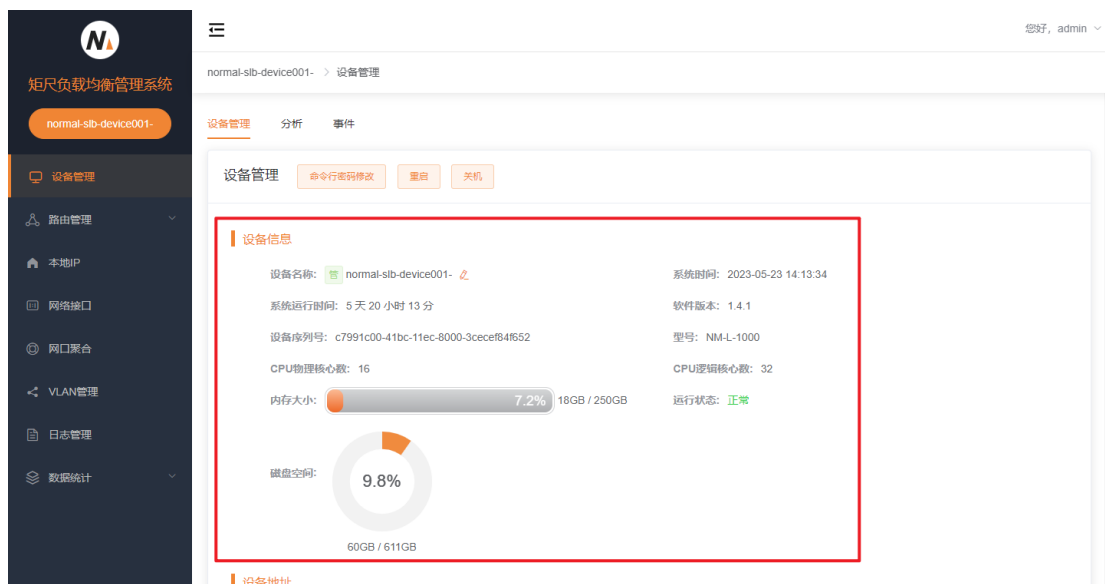 您好，admin
矩尺负载均衡管理系统
normal-slb-device001-
normal-slb-device001- > 设备管理
设备管理 分析 事件
设备管理
路由管理
本地IP
网络接口
网口聚合
VLAN管理
日志管理
数据统计
设备管理 命令行密码修改 重启 关机
设备信息
设备名称: 管 normal-slb-device001- 系统时间: 2023-05-23 14:13:34
系统运行时间: 5 天 20 小时 13 分 软件版本: 1.4.1
设备序列号: c7991c00-41bc-11ec-8000-3cecef84f652 型号: NM-L-1000
CPU物理核心数: 16 CPU逻辑核心数: 32
内存大小: 7.2% 18GB / 250GB 运行状态: 正常
磁盘空间: 9.8%
60GB / 611GB
设备地址